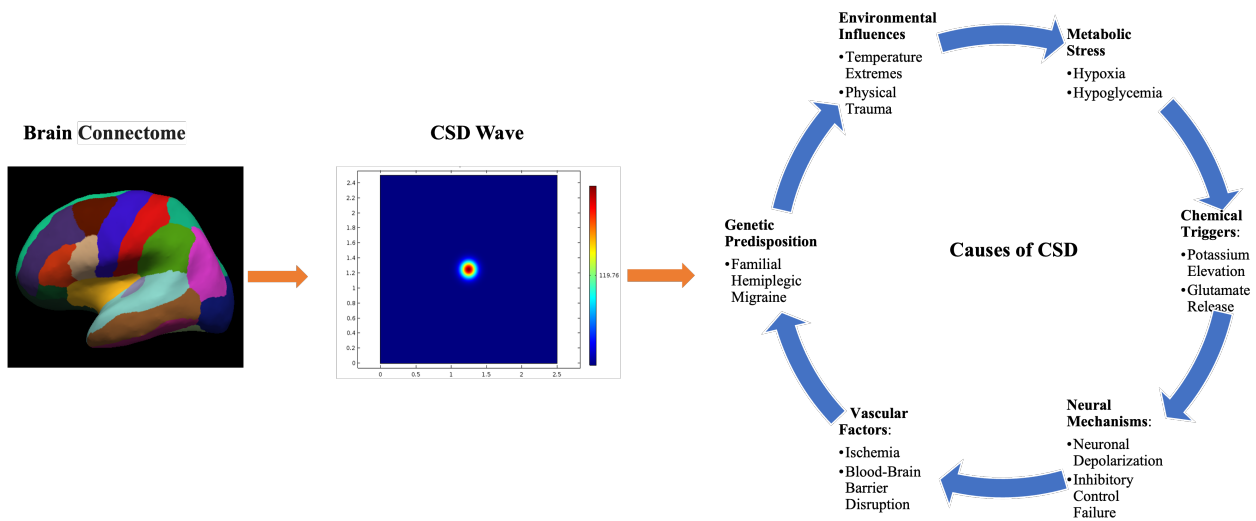 Brain Connectome
CSD Wave
2.4
2.2
2
1.8
1.6
1.4
1.2
1
0.8
0.6
0.4
0.2
0
0
0.5
1
1.5
2
2.5
119.76
Causes of CSD
Environmental
Influences
•Temperature
Extremes
•Physical
Trauma
Metabolic
Stress
•Hypoxia
•Hypoglycemia
Chemical
Triggers:
•Potassium
Elevation
•Glutamate
Release
Neural
Mechanisms:
•Neuronal
Depolarization
•Inhibitory
Control
Failure
Vascular
Factors:
•Ischemia
•Blood-Brain
Barrier
Disruption
Genetic
Predisposition
•Familial
Hemiplegic
Migraine